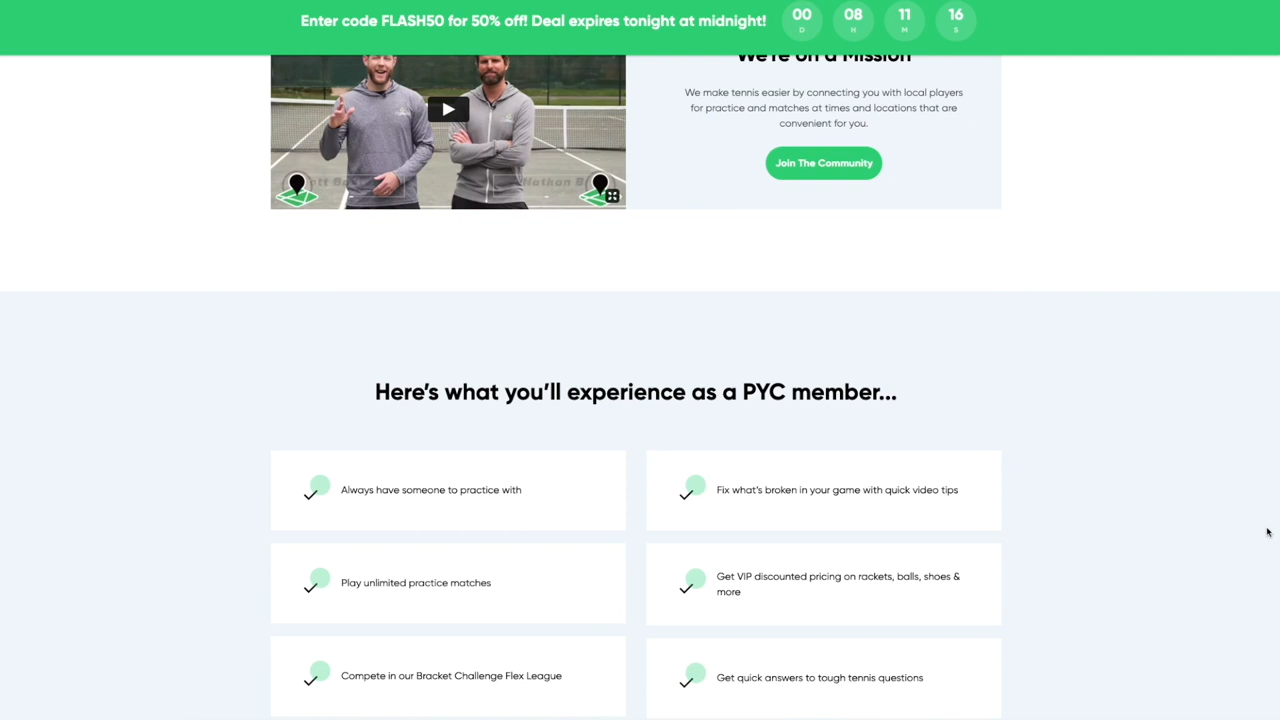 Enter code FLASH50 for 50% off! Deal expires tonight at midnight!
00 08 11 16
D H M S
We're on a Mission
We make tennis easier by connecting you with local players
for practice and matches at times and locations that are
convenient for you.
Join The Community
Here's what you'll experience as a PYC member...
Always have someone to practice with
Fix what's broken in your game with quick video tips
Play unlimited practice matches
Get VIP discounted pricing on rackets, balls, shoes &
more
Compete in our Bracket Challenge Flex League
Get quick answers to tough tennis questions